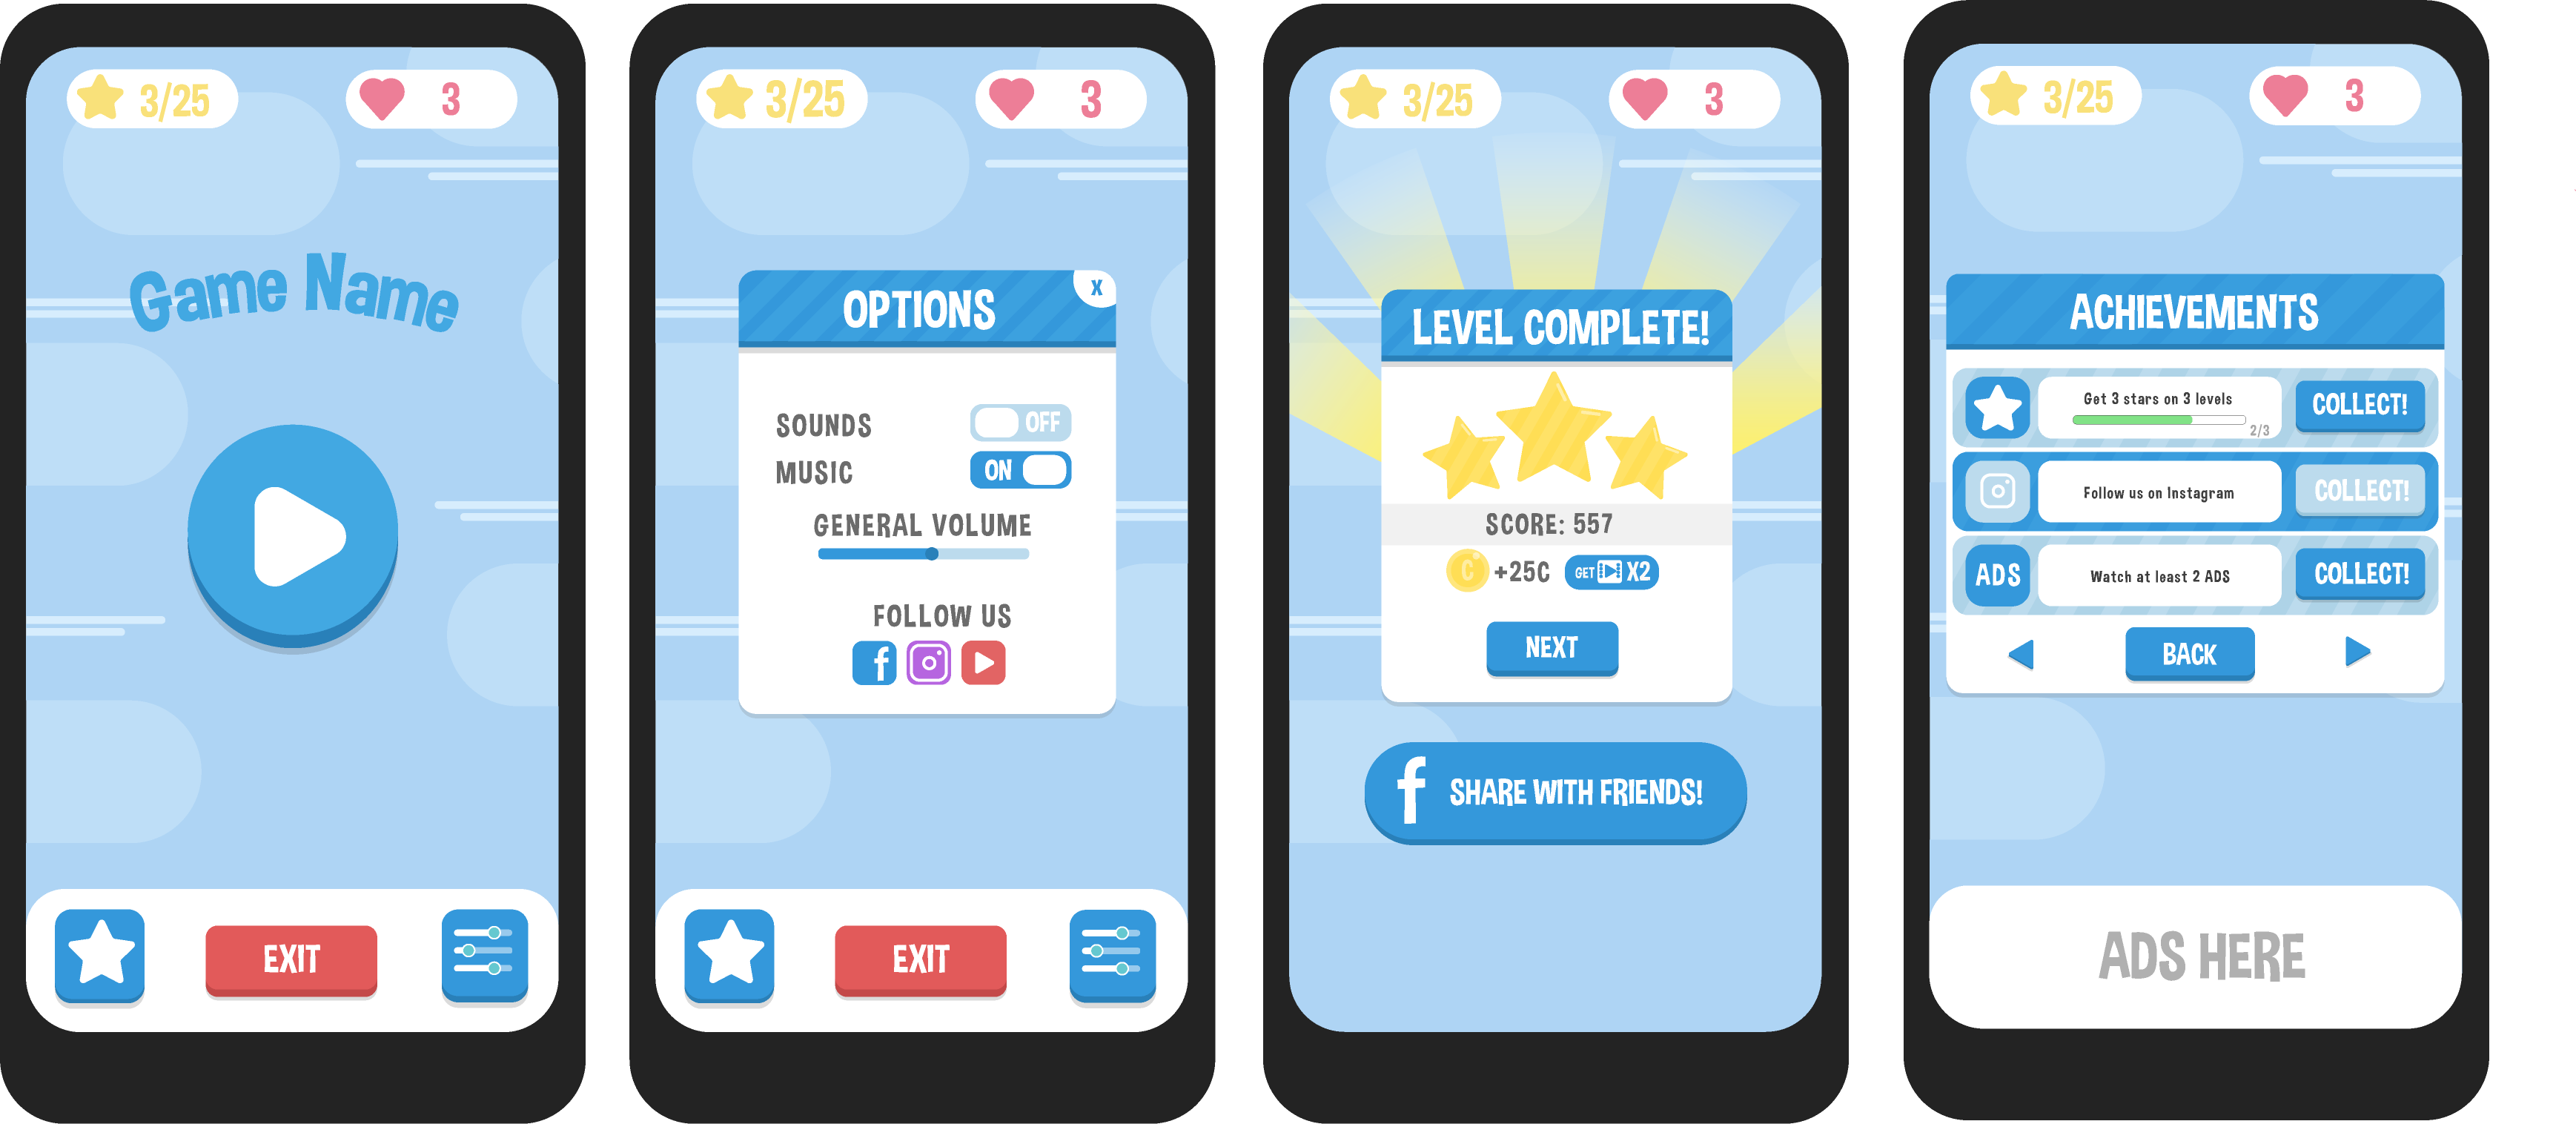 3/25
3
Game Name
EXIT
3/25
3
OPTIONS
X
SOUNDS
OFF
MUSIC
ON
GENERAL VOLUME
FOLLOW US
EXIT
3/25
3
LEVEL COMPLETE!
SCORE: 557
C
+25C
GET X2
NEXT
SHARE WITH FRIENDS!
3/25
3
ACHIEVEMENTS
Get 3 stars on 3 levels
2/3
COLLECT!
Follow us on Instagram
COLLECT!
ADS
Watch at least 2 ADS
COLLECT!
BACK
ADS HERE